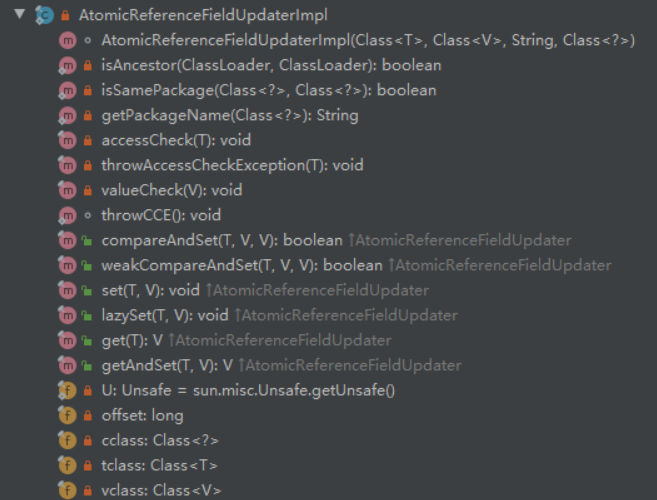 AtomicReferenceFieldUpdaterImpl
AtomicReferenceFieldUpdaterImpl(Class<T>, Class<V>, String, Class<?>)
isAncestor(ClassLoader, ClassLoader): boolean
isSamePackage(Class<?>, Class<?>): boolean
getPackageName(Class<?>): String
accessCheck(T): void
throwAccessCheckException(T): void
valueCheck(V): void
throwCCE(): void
compareAndSet(T, V, V): boolean ↑AtomicReferenceFieldUpdater
weakCompareAndSet(T, V, V): boolean ↑AtomicReferenceFieldUpdater
set(T, V): void ↑AtomicReferenceFieldUpdater
lazySet(T, V): void ↑AtomicReferenceFieldUpdater
get(T): V ↑AtomicReferenceFieldUpdater
getAndSet(T, V): V ↑AtomicReferenceFieldUpdater
U: Unsafe = sun.misc.Unsafe.getUnsafe()
offset: long
cclass: Class<?>
tclass: Class<T>
vclass: Class<V>